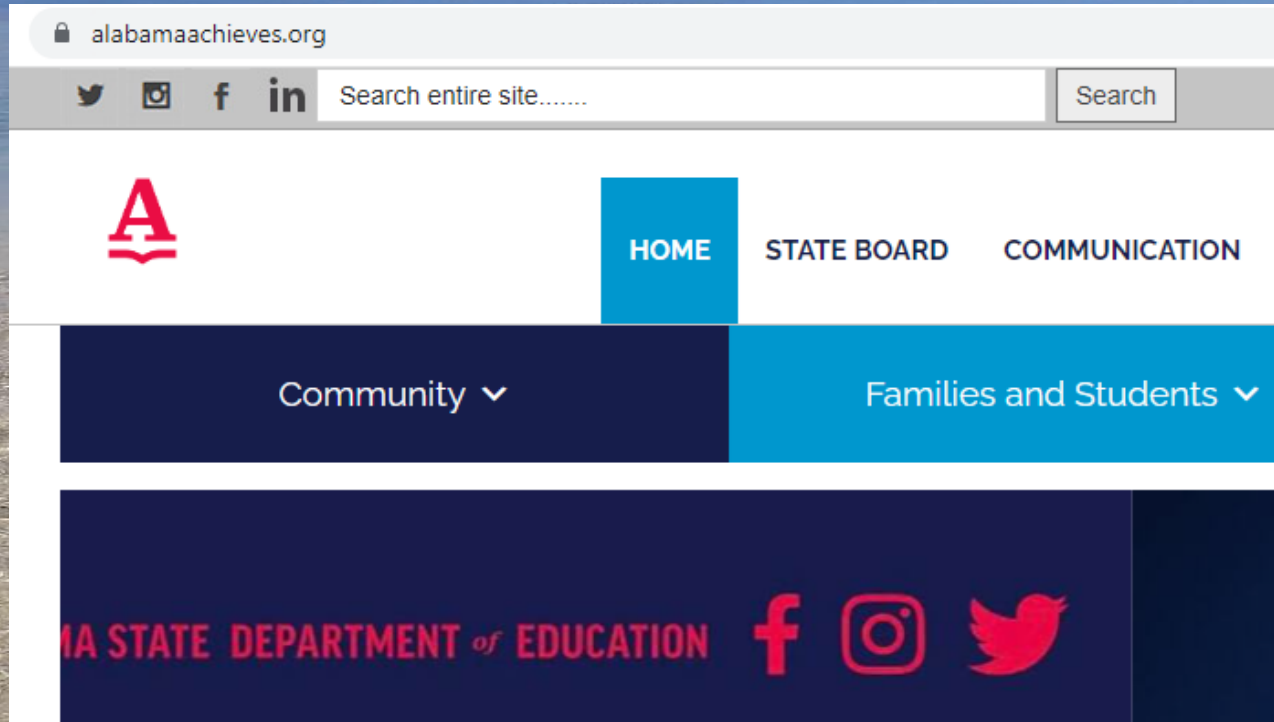 alabamaachieves.org
Search entire site....... Search
A
HOME STATE BOARD COMMUNICATION
Community Families and Students
STATE DEPARTMENT of EDUCATION